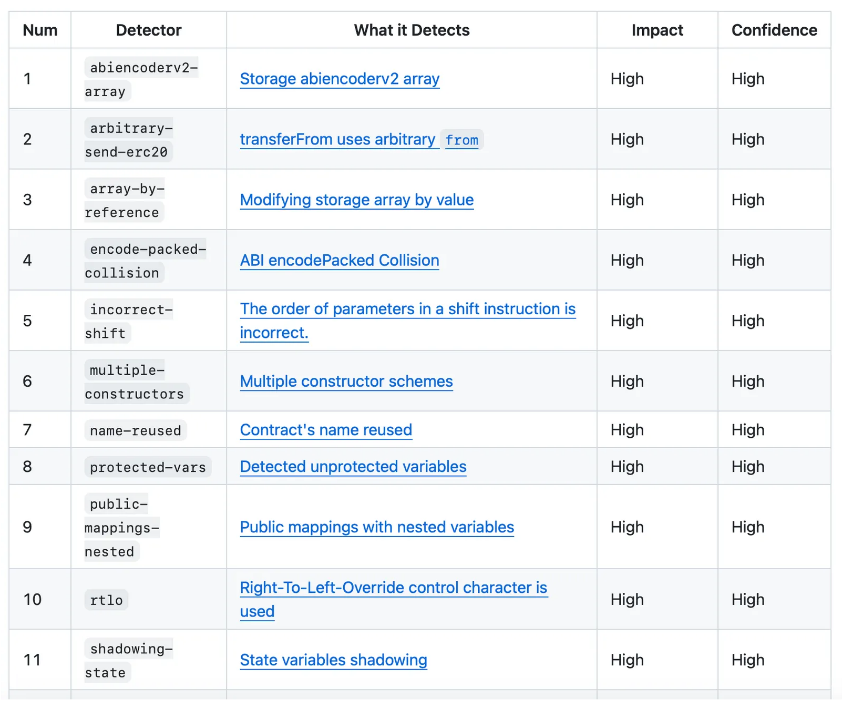 Num Detector What it Detects Impact Confidence
1 abiencoderv2-
array Storage abiencoderv2 array High High
2 arbitrary-
send-erc20 transferFrom uses arbitrary from High High
3 array-by-
reference Modifying storage array by value High High
4 encode-packed-
collision ABI encodePacked Collision High High
5 incorrect-
shift The order of parameters in a shift instruction is
incorrect. High High
6 multiple-
constructors Multiple constructor schemes High High
7 name-reused Contract's name reused High High
8 protected-vars Detected unprotected variables High High
9 public-
mappings-
nested Public mappings with nested variables High High
10 rtlo Right-To-Left-Override control character is
used High High
11 shadowing-
state State variables shadowing High High